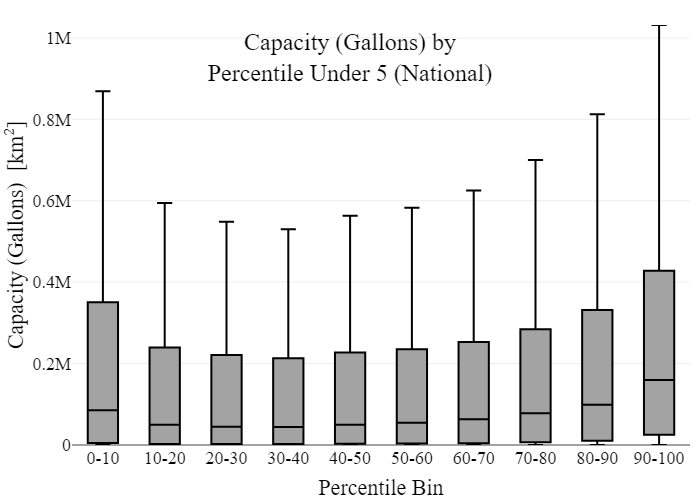 Capacity (Gallons) by
Percentile Under 5 (National)
Capacity (Gallons) [km²]
1M
0.8M
0.6M
0.4M
0.2M
0
0-10 10-20 20-30 30-40 40-50 50-60 60-70 70-80 80-90 90-100
Percentile Bin